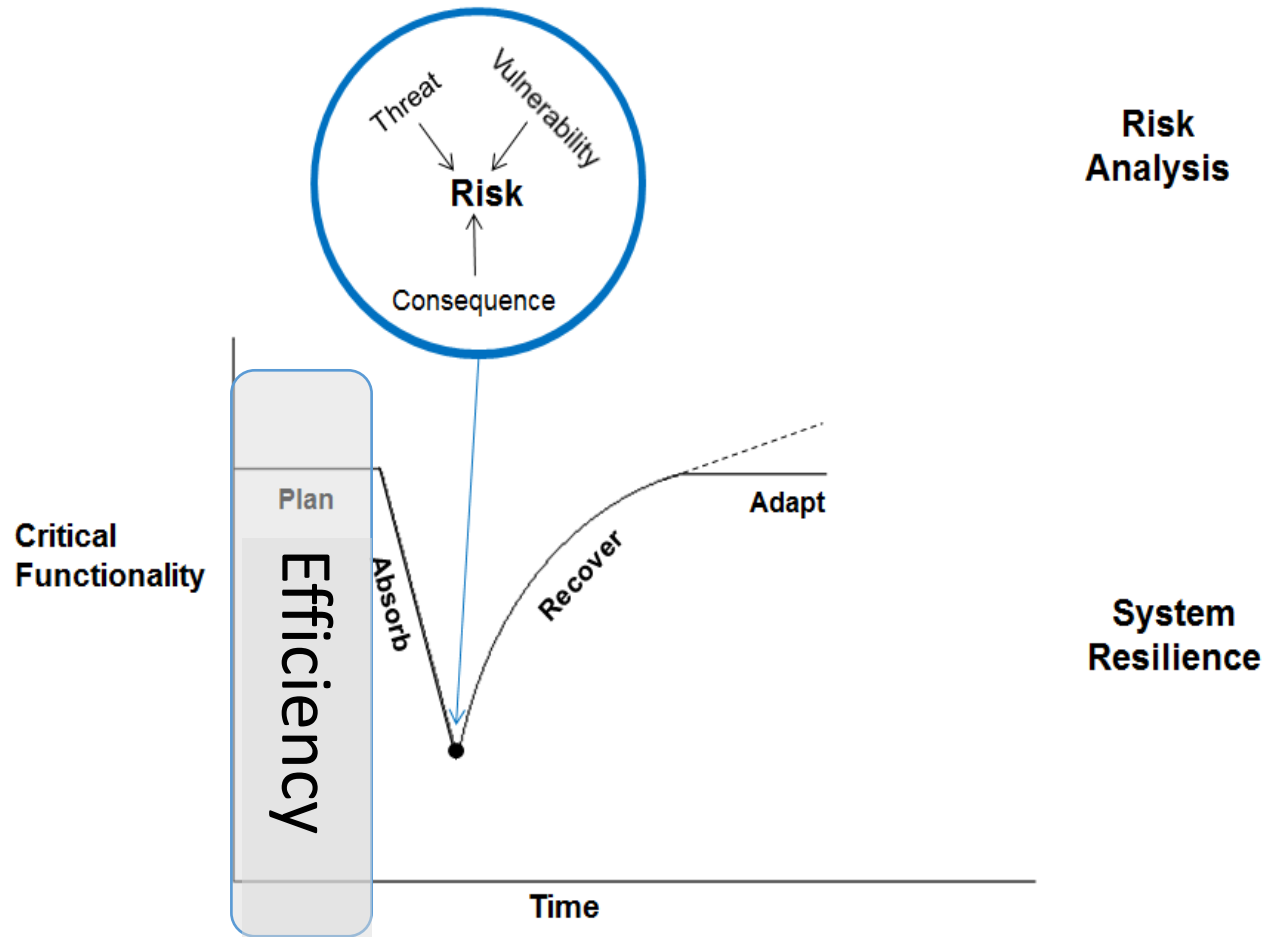 Threat
Vulnerability
Risk
Consequence
Risk
Analysis
Plan
Efficiency
Absorb
Recover
Adapt
Critical
Functionality
System
Resilience
Time